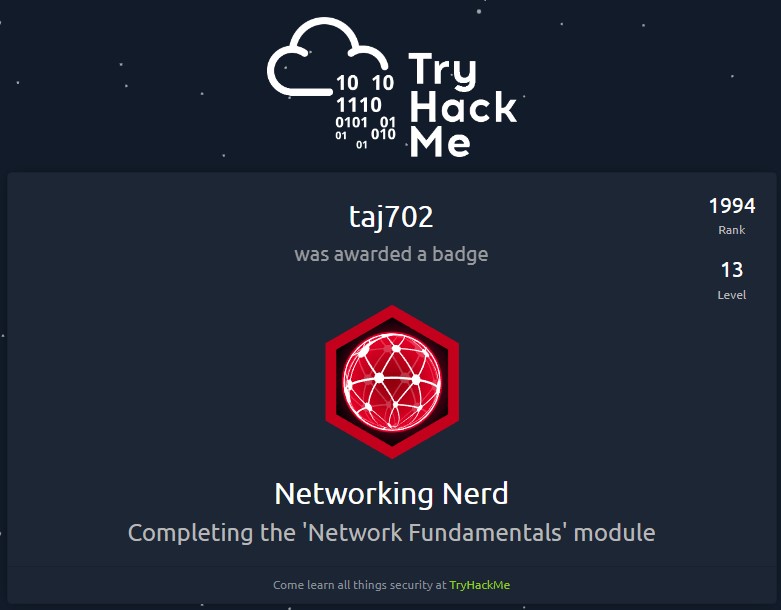 Try
10 10
Hack
1110
0101 01
01 010
Me
01
taj702
1994
Rank
was awarded a badge
13
Level
Networking Nerd
Completing the 'Network Fundamentals' module
Come learn all things security at TryHackMe